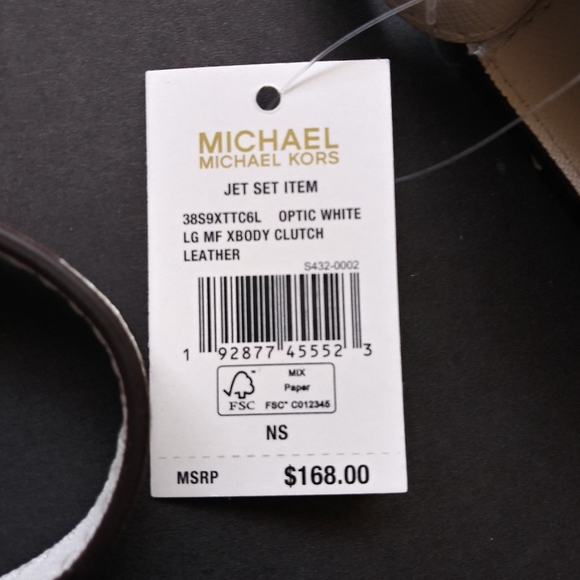 MICHAEL
MICHAEL KORS
JET SET ITEM
38S9XTTC6L OPTIC WHITE
LG MF XBODY CLUTCH
LEATHER
S432-0002
1 92877 45552 3
MIX
Paper
FSC FSC® C012345
NS
MSRP $168.00